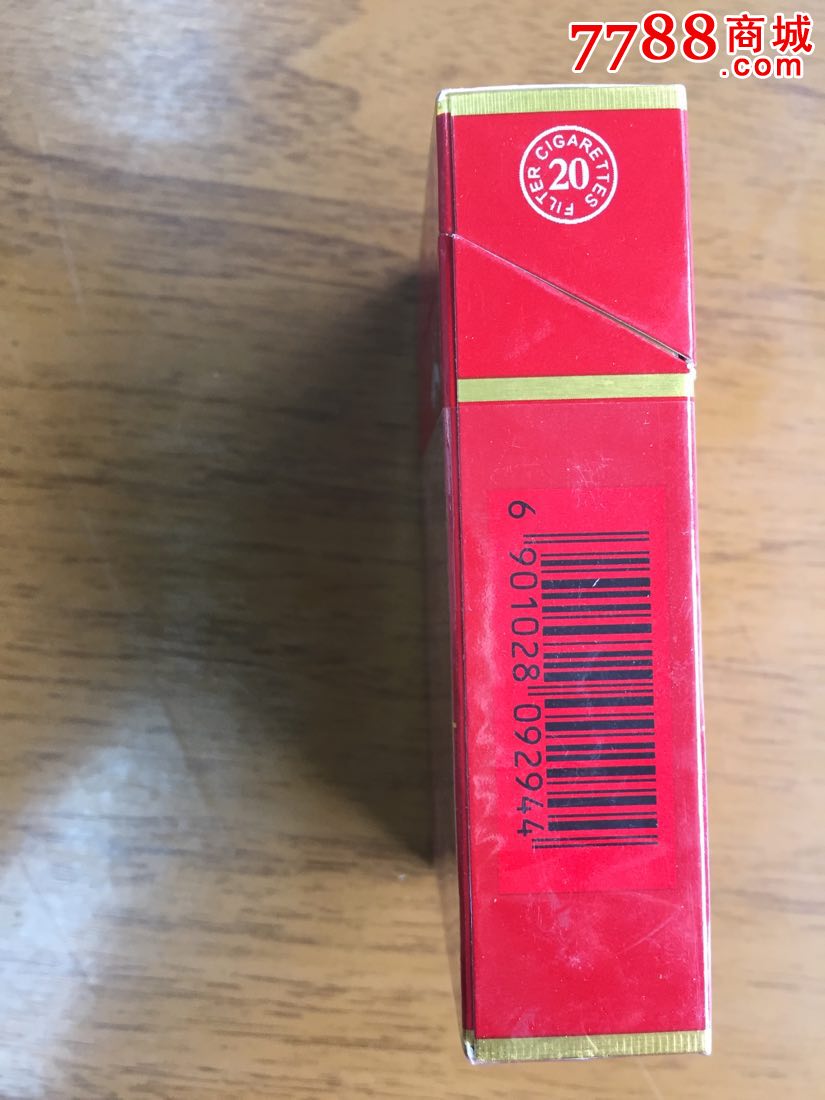 7788商城
.com
FILTER CIGARETTES
20
6 901028 092944